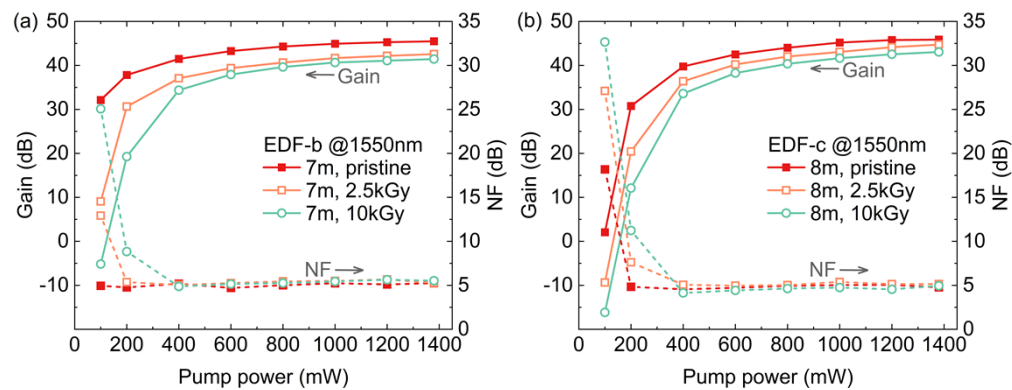 (a)
50
40
30
20
10
0
-10
Gain (dB)
35
30
25
20
15
10
5
0
NF (dB)
← Gain
EDF-b @1550nm
7m, pristine
7m, 2.5kGy
7m, 10kGy
NF →
0 200 400 600 800 1000 1200 1400
Pump power (mW)
(b)
50
40
30
20
10
0
-10
Gain (dB)
35
30
25
20
15
10
5
0
NF (dB)
← Gain
EDF-c @1550nm
8m, pristine
8m, 2.5kGy
8m, 10kGy
NF →
0 200 400 600 800 1000 1200 1400
Pump power (mW)